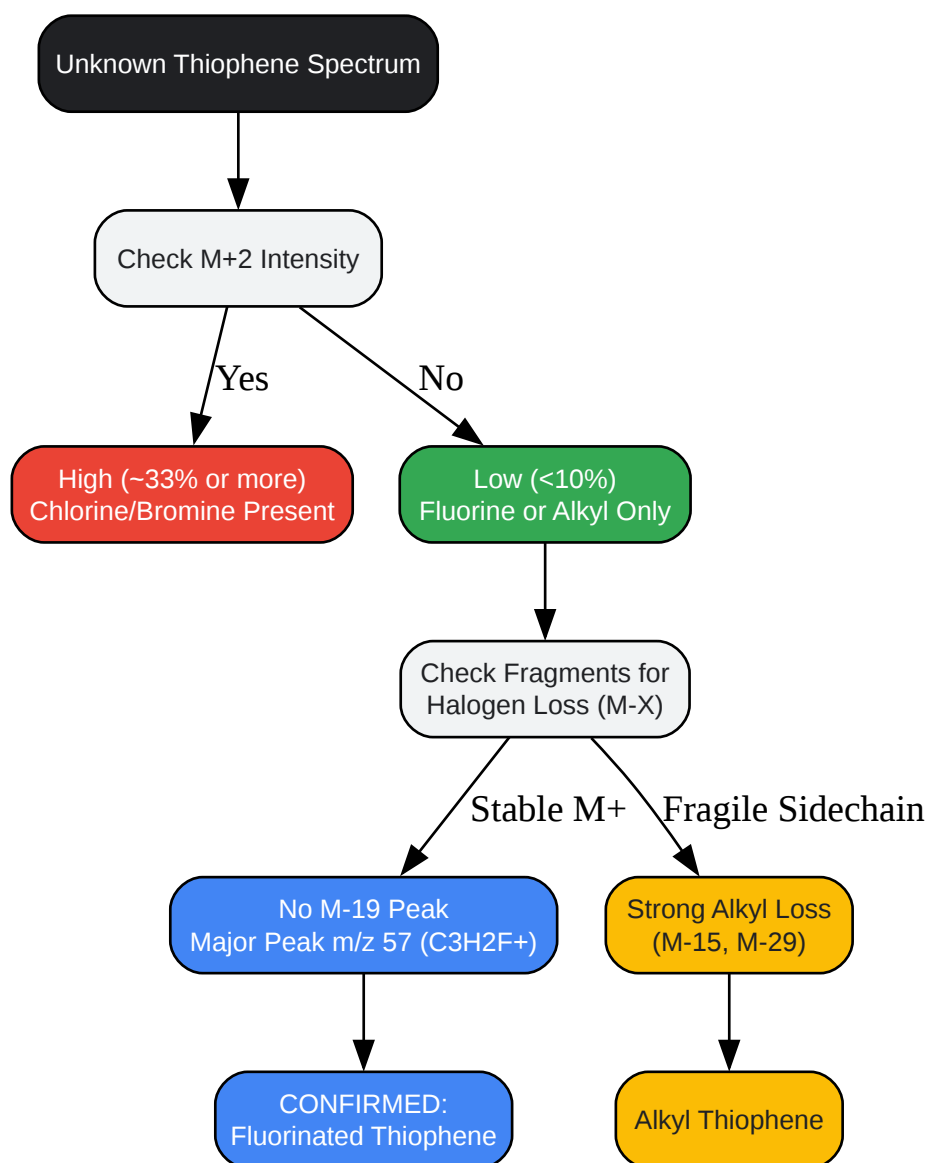 Unknown Thiophene Spectrum
Check M+2 Intensity
Yes
No
High (~33% or more)
Chlorine/Bromine Present
Low (<10%)
Fluorine or Alkyl Only
Check Fragments for
Halogen Loss (M-X)
Stable M+
Fragile Sidechain
No M-19 Peak
Major Peak m/z 57 (C3H2F+)
Strong Alkyl Loss
(M-15, M-29)
CONFIRMED:
Fluorinated Thiophene
Alkyl Thiophene